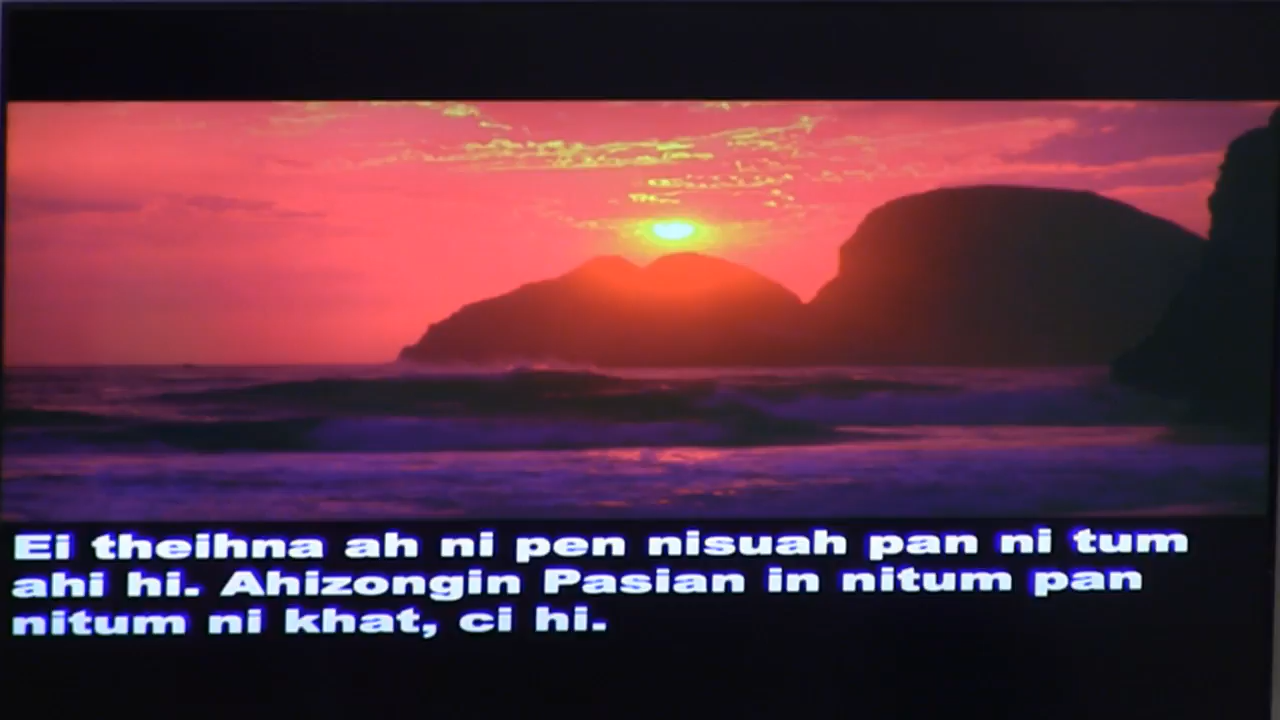 Ei theihna ah ni pen nisuah pan ni tum
ahi hi. Ahizongin Pasian in nitum pan
nitum ni khat, ci hi.